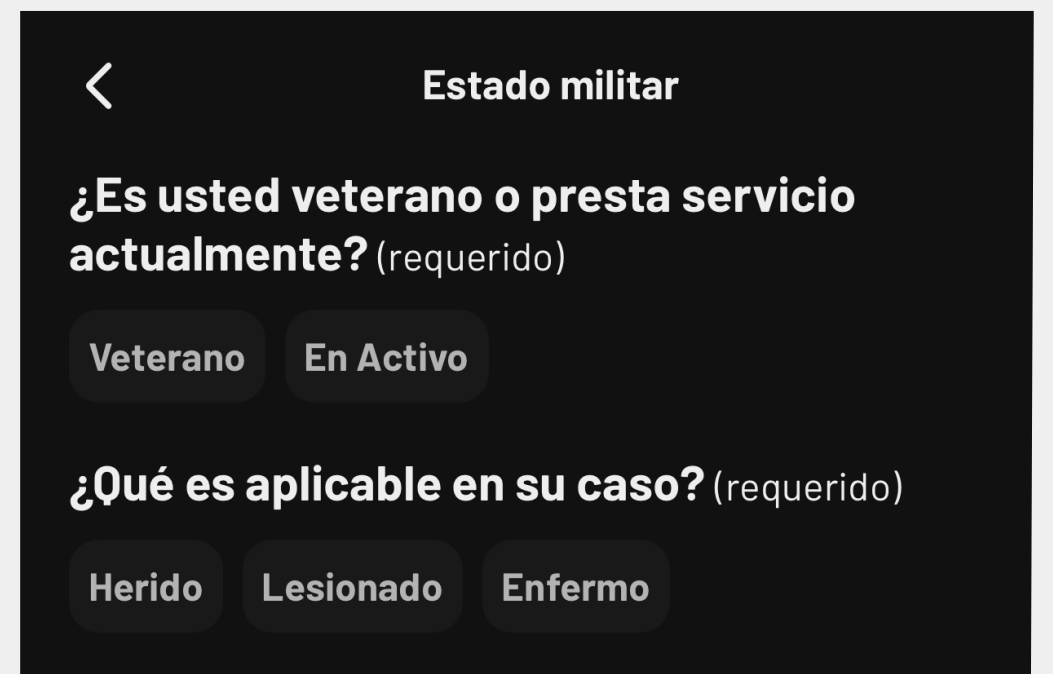 Estado militar
¿Es usted veterano o presta servicio
actualmente? (requerido)
Veterano En Activo
¿Qué es aplicable en su caso? (requerido)
Herido Lesionado Enfermo